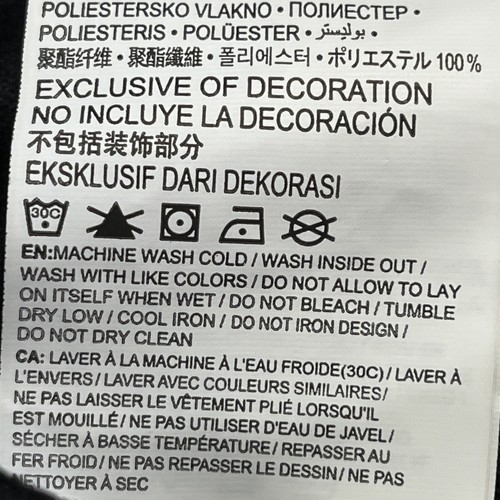 POLIESTERSKO VLAKNO • ПОЛИЕСТЕР •
POLIESTERIS • POLÜESTER • بوليستر •
聚酯纤维 • 聚酯纖維 • 폴리에스터 • ポリエステル 100%
EXCLUSIVE OF DECORATION
NO INCLUYE LA DECORACIÓN
不包括装饰部分
EKSKLUSIF DARI DEKORASI
30C
EN:MACHINE WASH COLD / WASH INSIDE OUT /
WASH WITH LIKE COLORS / DO NOT ALLOW TO LAY
ON ITSELF WHEN WET / DO NOT BLEACH / TUMBLE
DRY LOW / COOL IRON / DO NOT IRON DESIGN /
DO NOT DRY CLEAN
CA: LAVER À LA MACHINE À L'EAU FROIDE(30C) / LAVER À
L'ENVERS / LAVER AVEC COULEURS SIMILAIRES /
NE PAS LAISSER LE VÊTEMENT PLIÉ LORSQU'IL
EST MOUILLÉ / NE PAS UTILISER D'EAU DE JAVEL /
SÉCHER À BASSE TEMPÉRATURE / REPASSER AU
FER FROID / NE PAS REPASSER LE DESSIN / NE PAS
NETTOYER À SEC